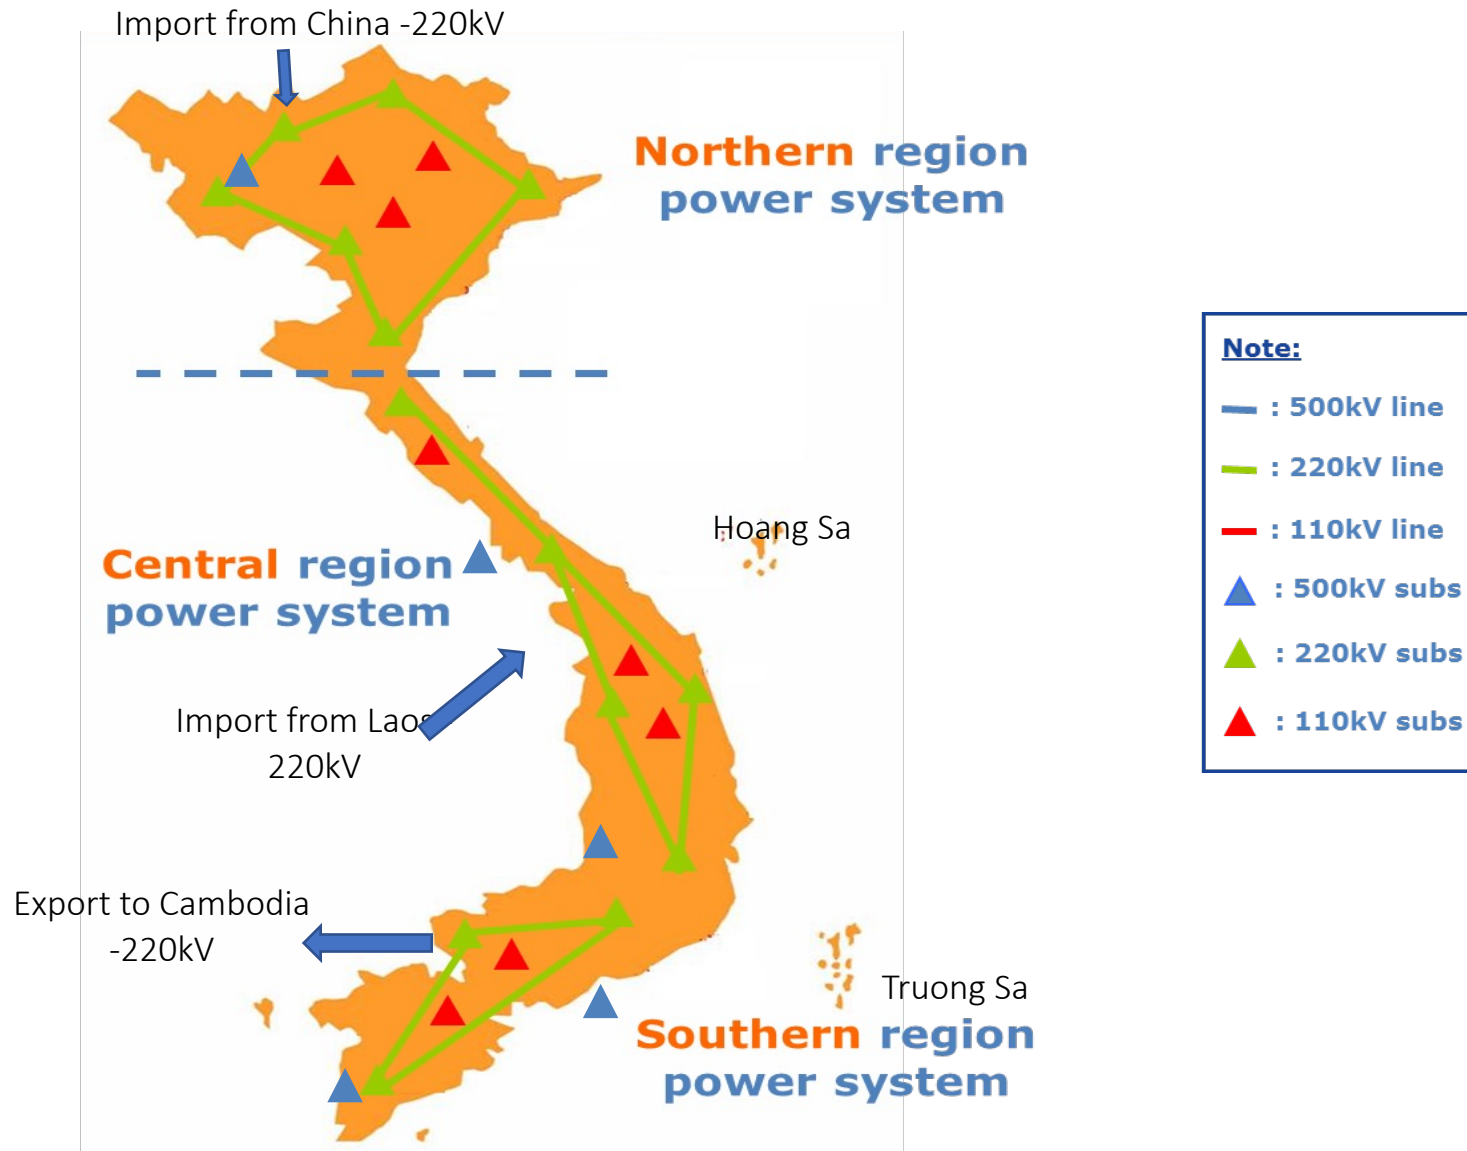 Import from China -220kV
Northern region
power system
Note:
: 500kV line
: 220kV line
: 110kV line
: 500kV subs
: 220kV subs
: 110kV subs
Hoang Sa
Central region
power system
Import from Laos -
220kV
Export to Cambodia
-220kV
Truong Sa
Southern region
power system